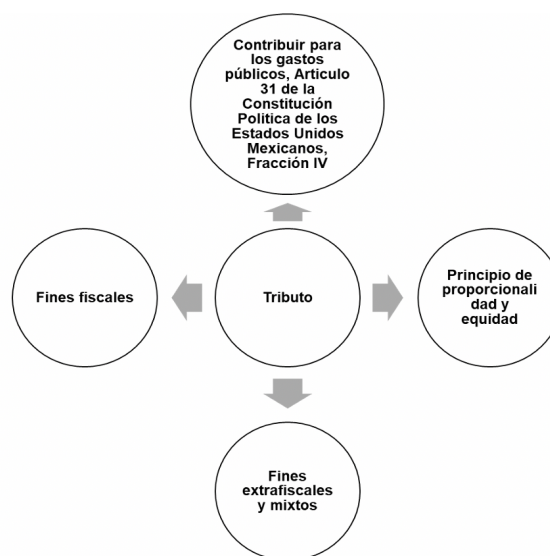 Contribuir para
los gastos
públicos, Articulo
31 de la
Constitución
Politica de los
Estados Unidos
Mexicanos,
Fracción IV
Fines fiscales
Tributo
Principio de
proporcionali
dad y
equidad
Fines
extrafiscales
y mixtos